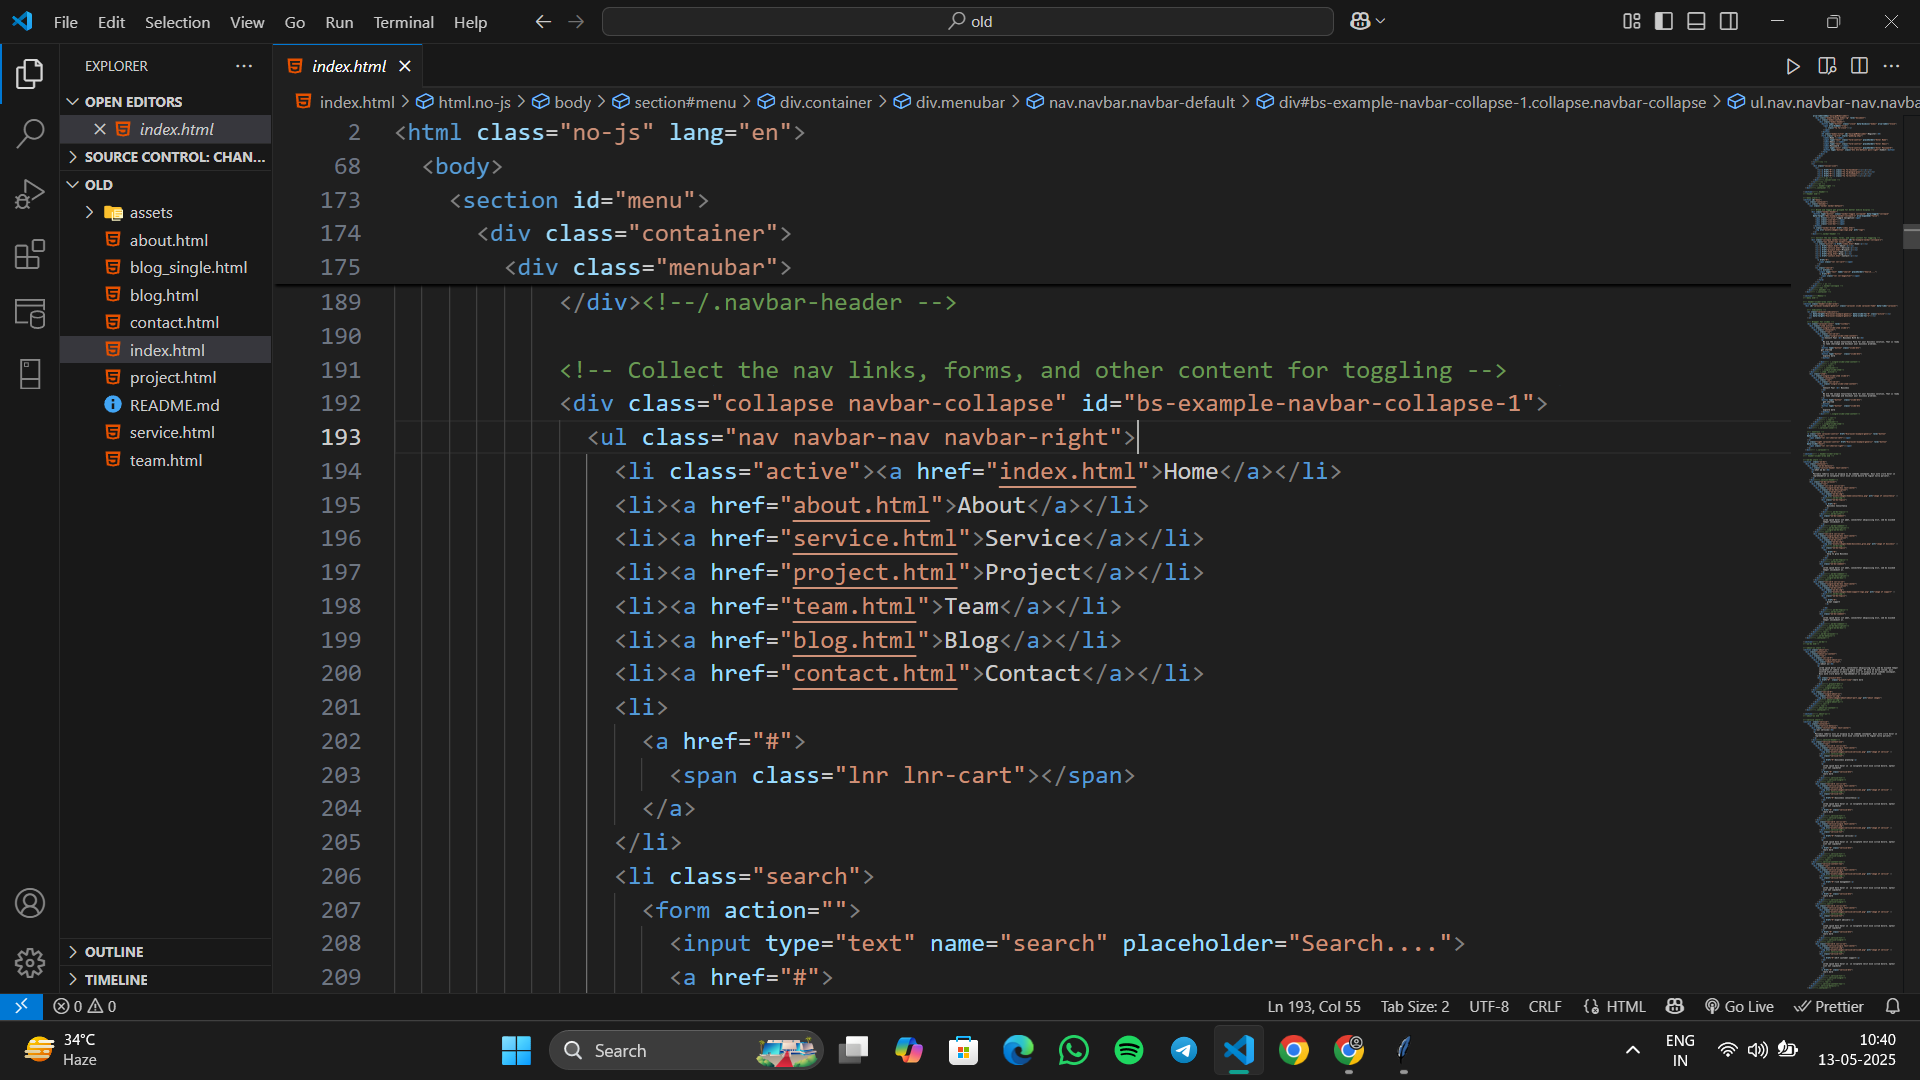 File Edit Selection View Go Run Terminal Help
old
EXPLORER
OPEN EDITORS
index.html
SOURCE CONTROL: CHAN...
OLD
assets
about.html
blog_single.html
blog.html
contact.html
index.html
project.html
README.md
service.html
team.html
OUTLINE
TIMELINE
index.html
index.html > html.no-js > body > section#menu > div.container > div.menubar > nav.navbar.navbar-default > div#bs-example-navbar-collapse-1.collapse.navbar-collapse > ul.nav.navbar-nav.navba
2 <html class="no-js" lang="en">
68 <body>
173 <section id="menu">
174 <div class="container">
175 <div class="menubar">
189 </div><!--/.navbar-header -->
190
191 <!-- Collect the nav links, forms, and other content for toggling -->
192 <div class="collapse navbar-collapse" id="bs-example-navbar-collapse-1">
193 <ul class="nav navbar-nav navbar-right">
194 <li class="active"><a href="index.html">Home</a></li>
195 <li><a href="about.html">About</a></li>
196 <li><a href="service.html">Service</a></li>
197 <li><a href="project.html">Project</a></li>
198 <li><a href="team.html">Team</a></li>
199 <li><a href="blog.html">Blog</a></li>
200 <li><a href="contact.html">Contact</a></li>
201 <li>
202 <a href="#">
203 <span class="lnr lnr-cart"></span>
204 </a>
205 </li>
206 <li class="search">
207 <form action="">
208 <input type="text" name="search" placeholder="Search....">
209 <a href="#">
0 0
Ln 193, Col 55 Tab Size: 2 UTF-8 CRLF {} HTML Go Live Prettier
34°C
Haze
Search
ENG
IN
10:40
13-05-2025